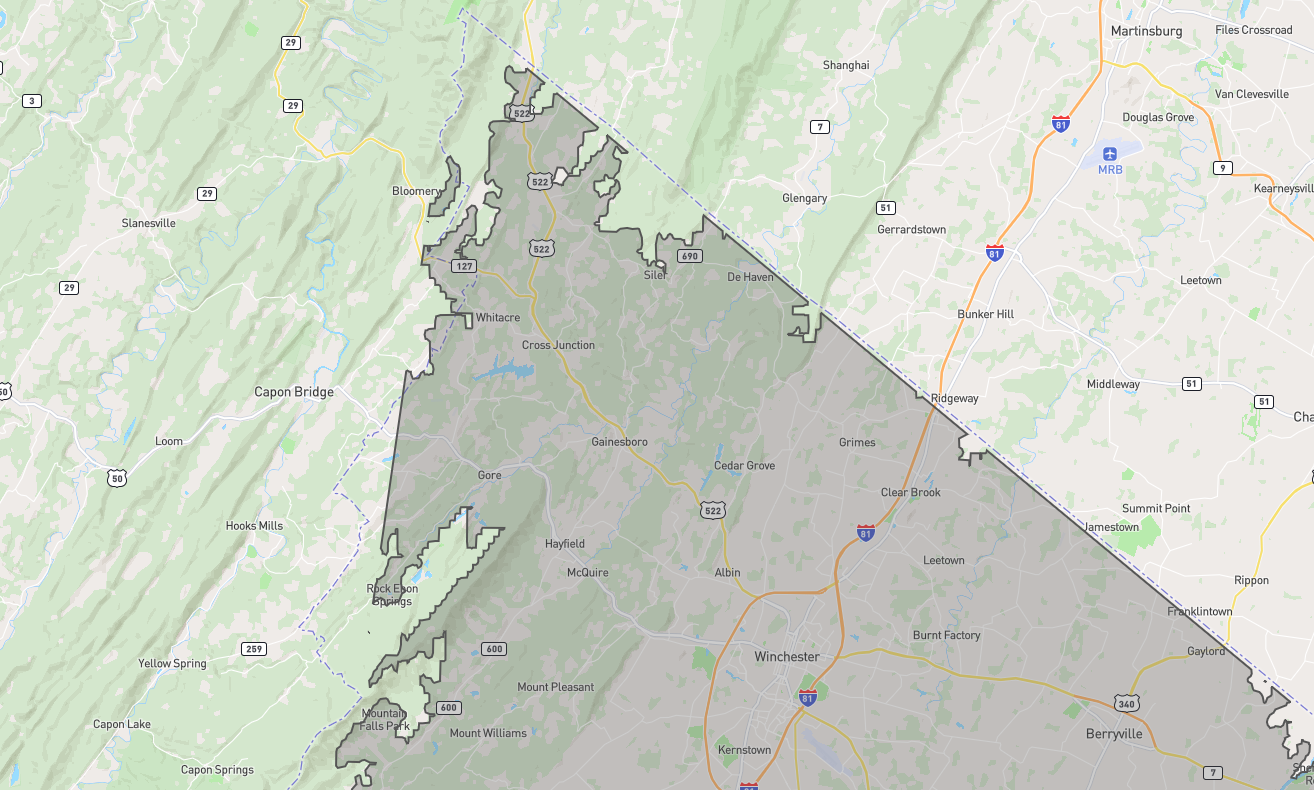 Martinsburg
Files Crossroad
29
Shanghai
Van Clevesville
3
29
Douglas Grove
522
81
7
MRB
9
522
Kearneysvill
Bloomery
29
Glengary
51
Slanesville
Gerrardstown
522
81
690
127
Siler
De Haven
Leetown
29
Bunker Hill
Whitacre
Cross Junction
Middleway
51
50
Capon Bridge
Ridgeway
51
Cha
Loom
Gainesboro
Grimes
Cedar Grove
50
Gore
Clear Brook
522
Summit Point
Hooks Mills
Jamestown
81
Hayfield
Leetown
McQuire
Albin
Rippon
Rock Enon
Springs
Franklintown
Burnt Factory
259
600
Gaylord
Winchester
Yellow Spring
Mount Pleasant
81
340
600
Mountain
Falls Park
Capon Lake
Mount Williams
Berryville
Kernstown
Capon Springs
7
81